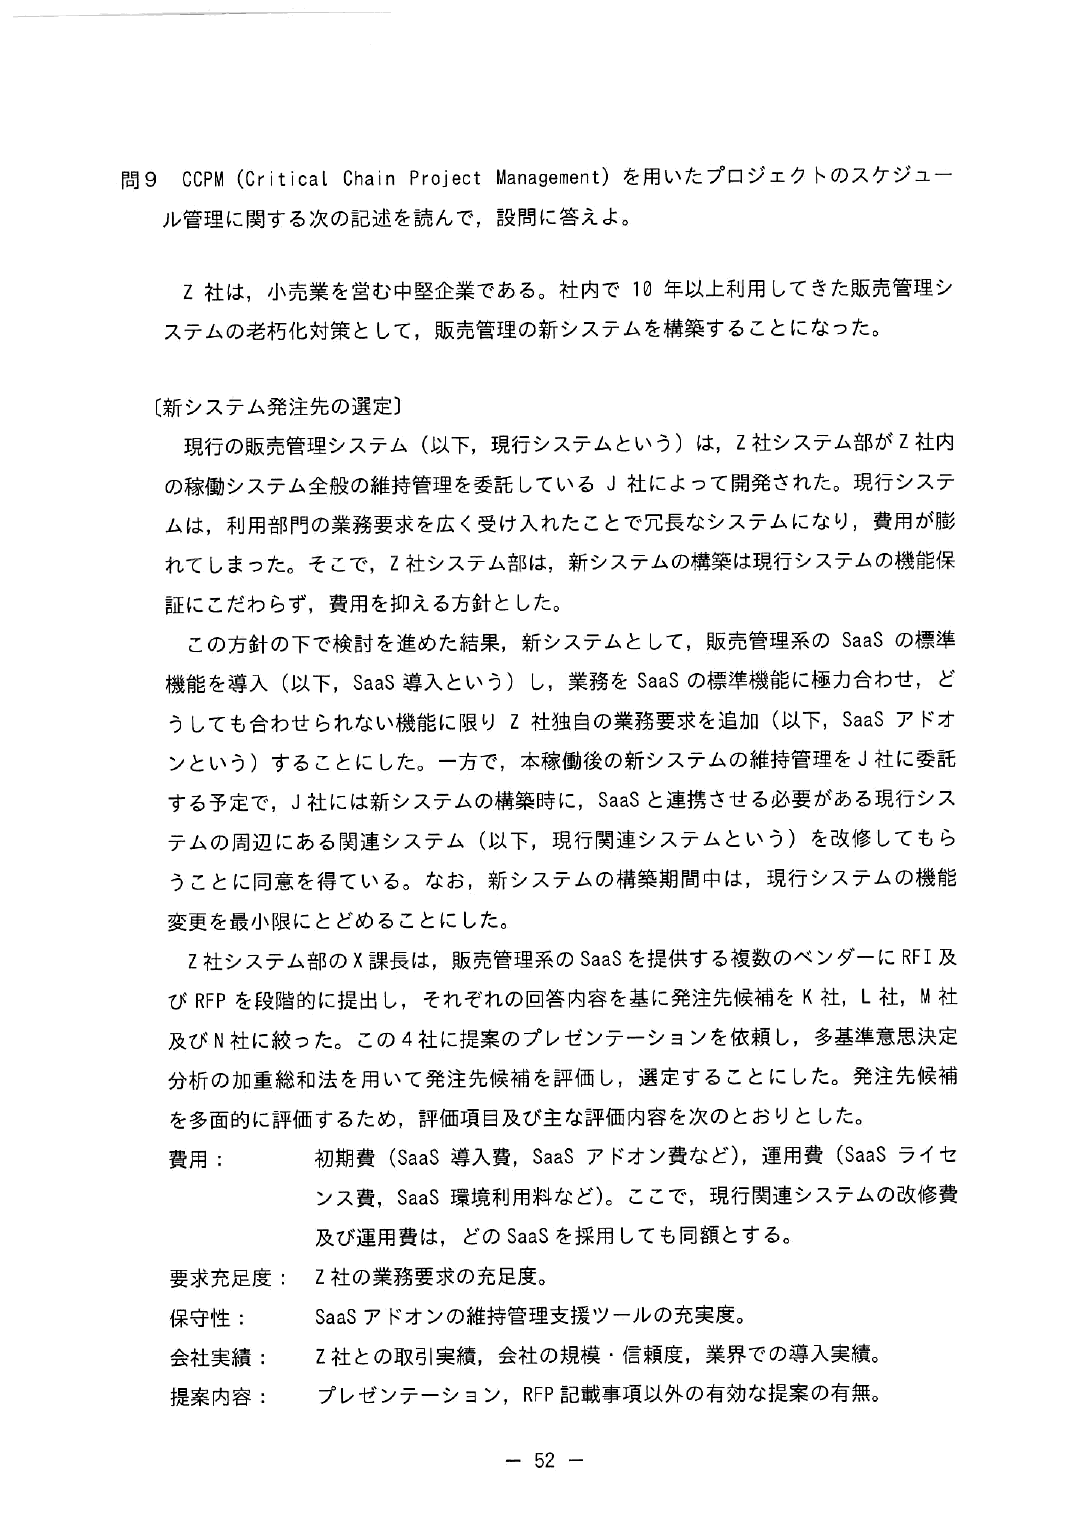 問9 CCPM (Critical Chain Project Management) を用いたプロジェクトのスケジュー
ル管理に関する次の記述を読んで，設問に答えよ。
Z 社は，小売業を営む中堅企業である。社内で 10 年以上利用してきた販売管理シ
ステムの老朽化対策として，販売管理の新システムを構築することになった。
〔新システム発注先の選定〕
現行の販売管理システム（以下，現行システムという）は，Z 社システム部が Z 社内
の稼働システム全般の維持管理を委託している J 社によって開発された。現行システ
ムは，利用部門の業務要求を広く受け入れたことで冗長なシステムになり，費用が膨
れてしまった。そこで，Z 社システム部は，新システムの構築は現行システムの機能保
証にこだわらず，費用を抑える方針とした。
この方針の下で検討を進めた結果，新システムとして，販売管理系の SaaS の標準
機能を導入（以下，SaaS 導入という）し，業務を SaaS の標準機能に極力合わせ，ど
うしても合わせられない機能に限り Z 社独自の業務要求を追加（以下，SaaS アドオ
ンという）することにした。一方で，本稼働後の新システムの維持管理を J 社に委託
する予定で，J 社には新システムの構築時に，SaaS と連携させる必要がある現行シス
テムの周辺にある関連システム（以下，現行関連システムという）を改修してもら
うことに同意を得ている。なお，新システムの構築期間中は，現行システムの機能
変更を最小限にとどめることにした。
Z 社システム部の X 課長は，販売管理系の SaaS を提供する複数のベンダーに RFI 及
び RFP を段階的に提出し，それぞれの回答内容を基に発注先候補を K 社，L 社，M 社
及び N 社に絞った。この 4 社に提案のプレゼンテーションを依頼し，多基準意思決定
分析の加重総和法を用いて発注先候補を評価し，選定することにした。発注先候補
を多面的に評価するため，評価項目及び主な評価内容を次のとおりとした。
費用： 初期費（SaaS 導入費，SaaS アドオン費など），運用費（SaaS ライセ
ンス費，SaaS 環境利用料など）。ここで，現行関連システムの改修費
及び運用費は，どの SaaS を採用しても同額とする。
要求充足度： Z 社の業務要求の充足度。
保守性： SaaS アドオンの維持管理支援ツールの充実度。
会社実績： Z 社との取引実績，会社の規模・信頼度，業界での導入実績。
提案内容： プレゼンテーション，RFP 記載事項以外の有効な提案の有無。
— 52 —